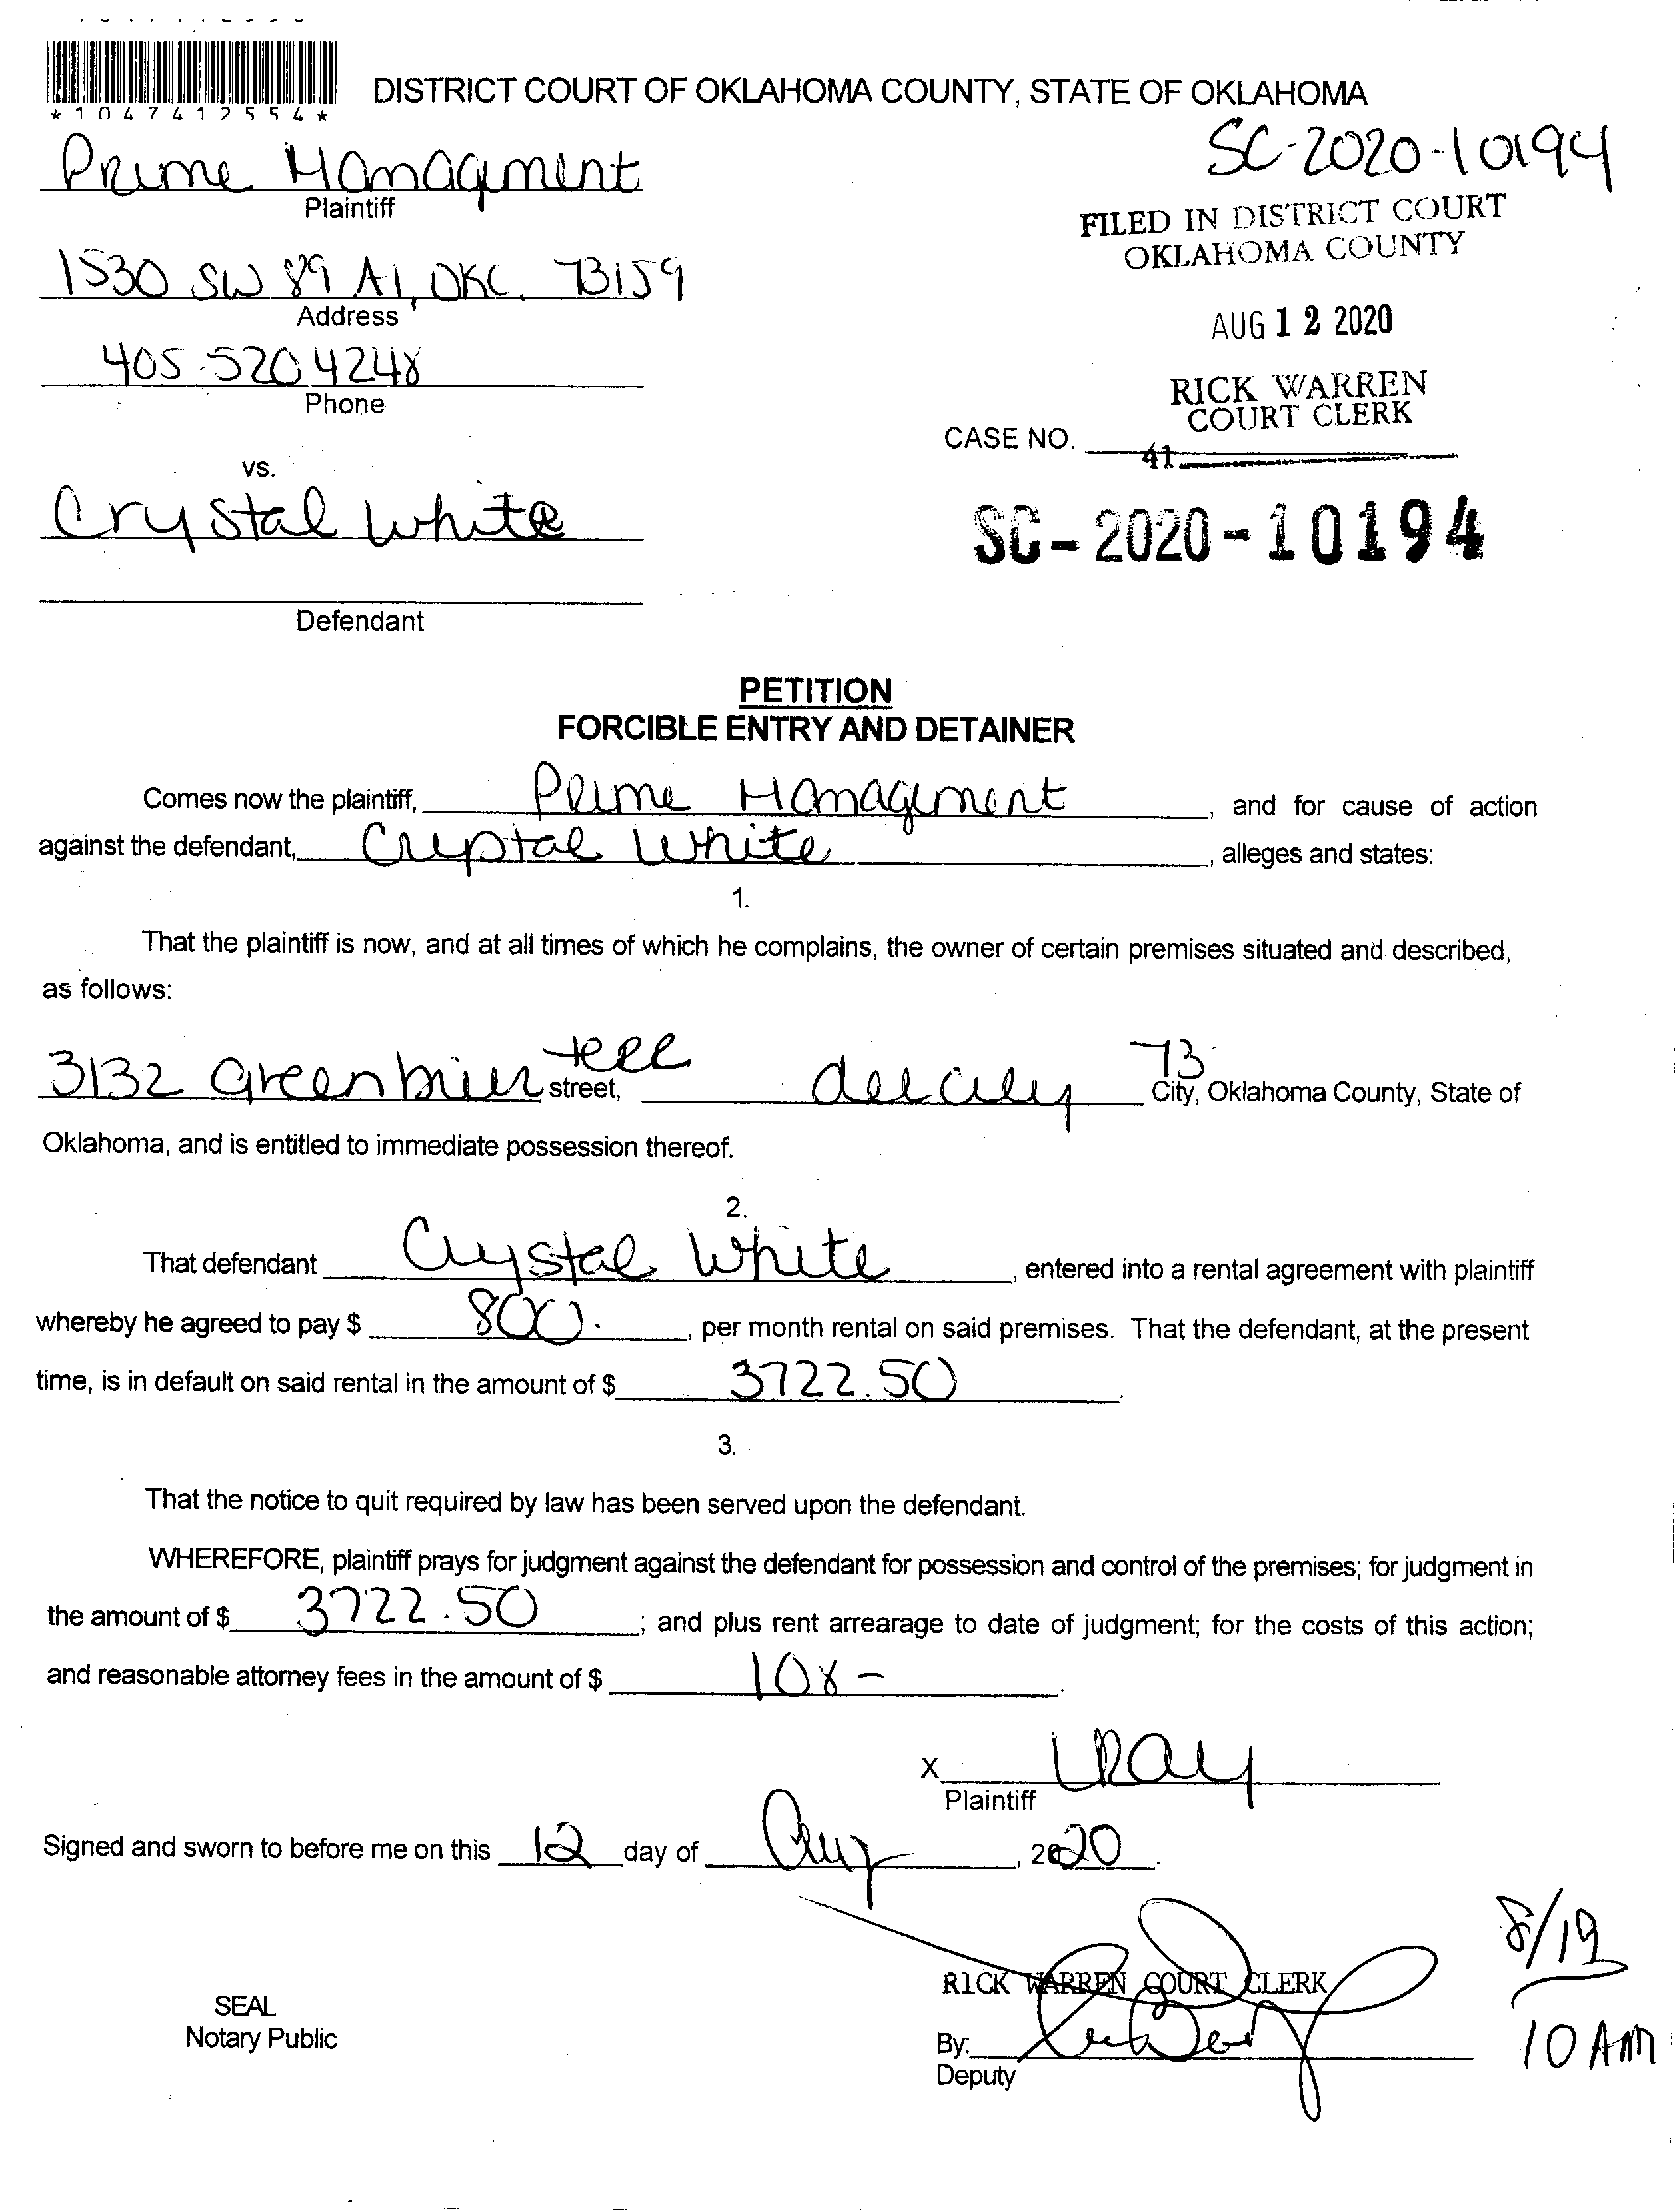 *1047412554*
DISTRICT COURT OF OKLAHOMA COUNTY, STATE OF OKLAHOMA
Prime Managment
Plaintiff
SC-2020-10194
FILED IN DISTRICT COURT
OKLAHOMA COUNTY
1530 SW 89 A1, OKC. 73159
Address
AUG 12 2020
405-520 4248
Phone
RICK WARREN
COURT CLERK
CASE NO.
41
vs.
Crystal White
SC-2020-10194
Defendant
PETITION
FORCIBLE ENTRY AND DETAINER
Comes now the plaintiff, Prime Management, and for cause of action
against the defendant, Crystal White, alleges and states:
1.
That the plaintiff is now, and at all times of which he complains, the owner of certain premises situated and described,
as follows:
3132 Greenbrier terr street, del city 73 City, Oklahoma County, State of
Oklahoma, and is entitled to immediate possession thereof.
2.
That defendant Crystal White, entered into a rental agreement with plaintiff
whereby he agreed to pay $ 800., per month rental on said premises. That the defendant, at the present
time, is in default on said rental in the amount of $ 3722.50.
3.
That the notice to quit required by law has been served upon the defendant.
WHEREFORE, plaintiff prays for judgment against the defendant for possession and control of the premises; for judgment in
the amount of $ 3722.50; and plus rent arrearage to date of judgment; for the costs of this action;
and reasonable attorney fees in the amount of $ 108-.
X LRay
Plaintiff
Signed and sworn to before me on this 12 day of Aug, 2020.
8/19
10 AM
RICK WARREN COURT CLERK
SEAL
Notary Public
By:
Deputy